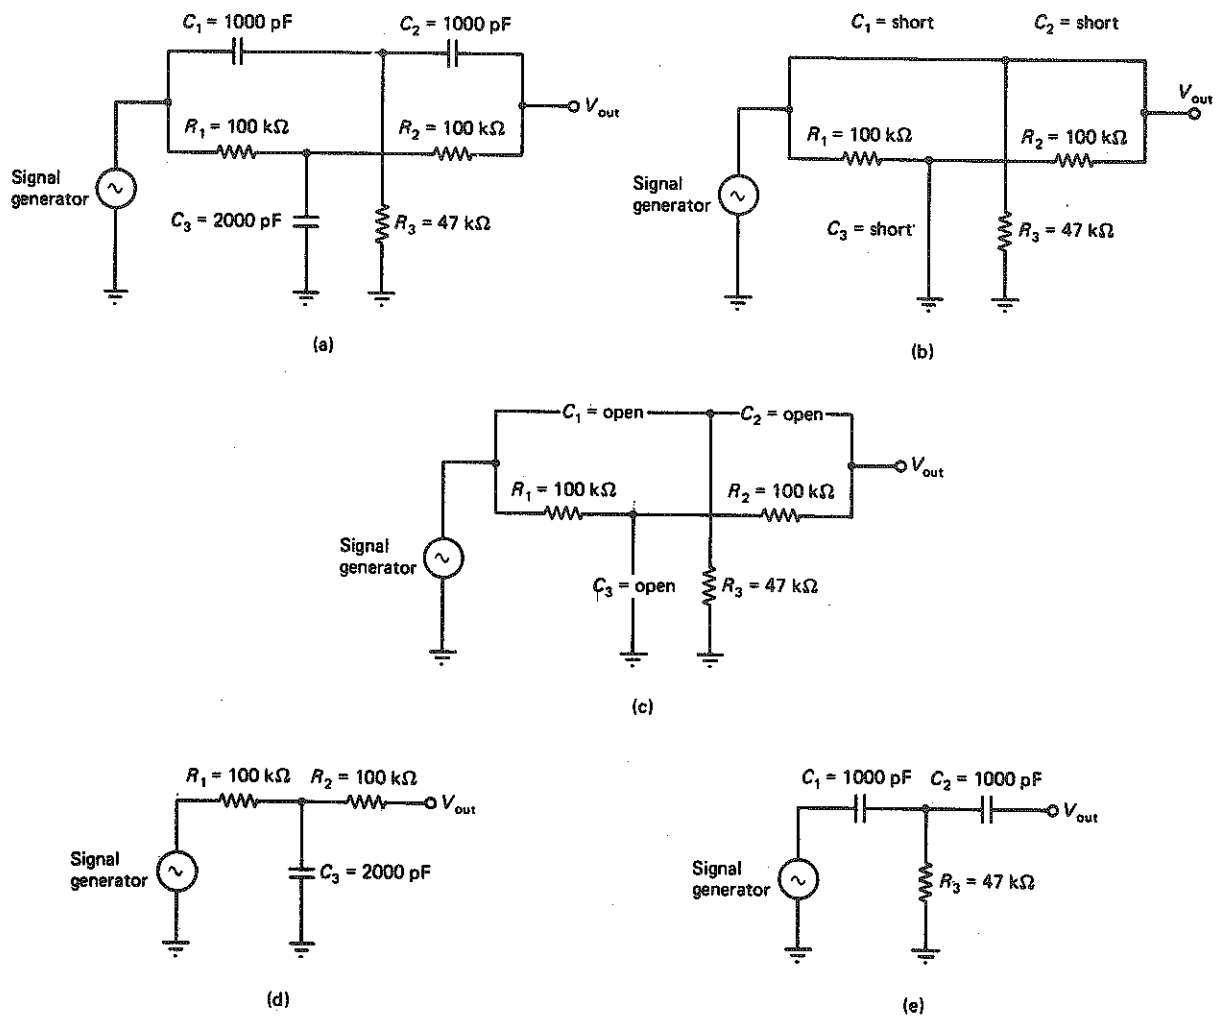 C₁ = 1000 pF
C₂ = 1000 pF
R₁ = 100 kΩ
R₂ = 100 kΩ
Vout
Signal
generator
C₃ = 2000 pF
R₃ = 47 kΩ
(a)
C₁ = short
C₂ = short
Vout
R₁ = 100 kΩ
R₂ = 100 kΩ
Signal
generator
C₃ = short
R₃ = 47 kΩ
(b)
C₁ = open
C₂ = open
Vout
R₁ = 100 kΩ
R₂ = 100 kΩ
Signal
generator
C₃ = open
R₃ = 47 kΩ
(c)
R₁ = 100 kΩ
R₂ = 100 kΩ
Vout
Signal
generator
C₃ = 2000 pF
(d)
C₁ = 1000 pF
C₂ = 1000 pF
Vout
Signal
generator
R₃ = 47 kΩ
(e)